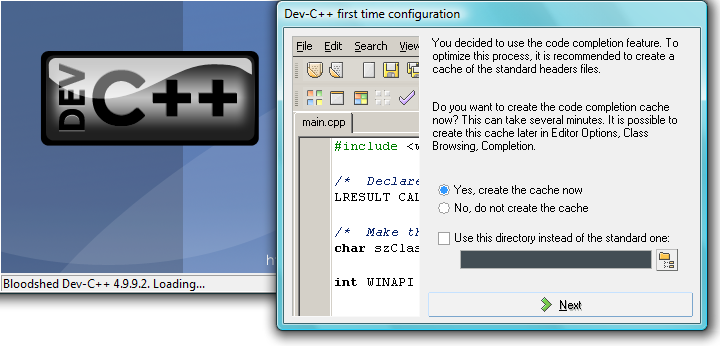 DEV
C++
Bloodshed Dev-C++ 4.9.9.2. Loading...
Dev-C++ first time configuration
File Edit Search View
main.cpp
#include <w
/* Declare
LRESULT CAL
/* Make th
char szClas
int WINAPI
You decided to use the code completion feature. To
optimize this process, it is recommended to create a
cache of the standard headers files.
Do you want to create the code completion cache
now? This can take several minutes. It is possible to
create this cache later in Editor Options, Class
Browsing, Completion.
Yes, create the cache now
No, do not create the cache
Use this directory instead of the standard one:
Next